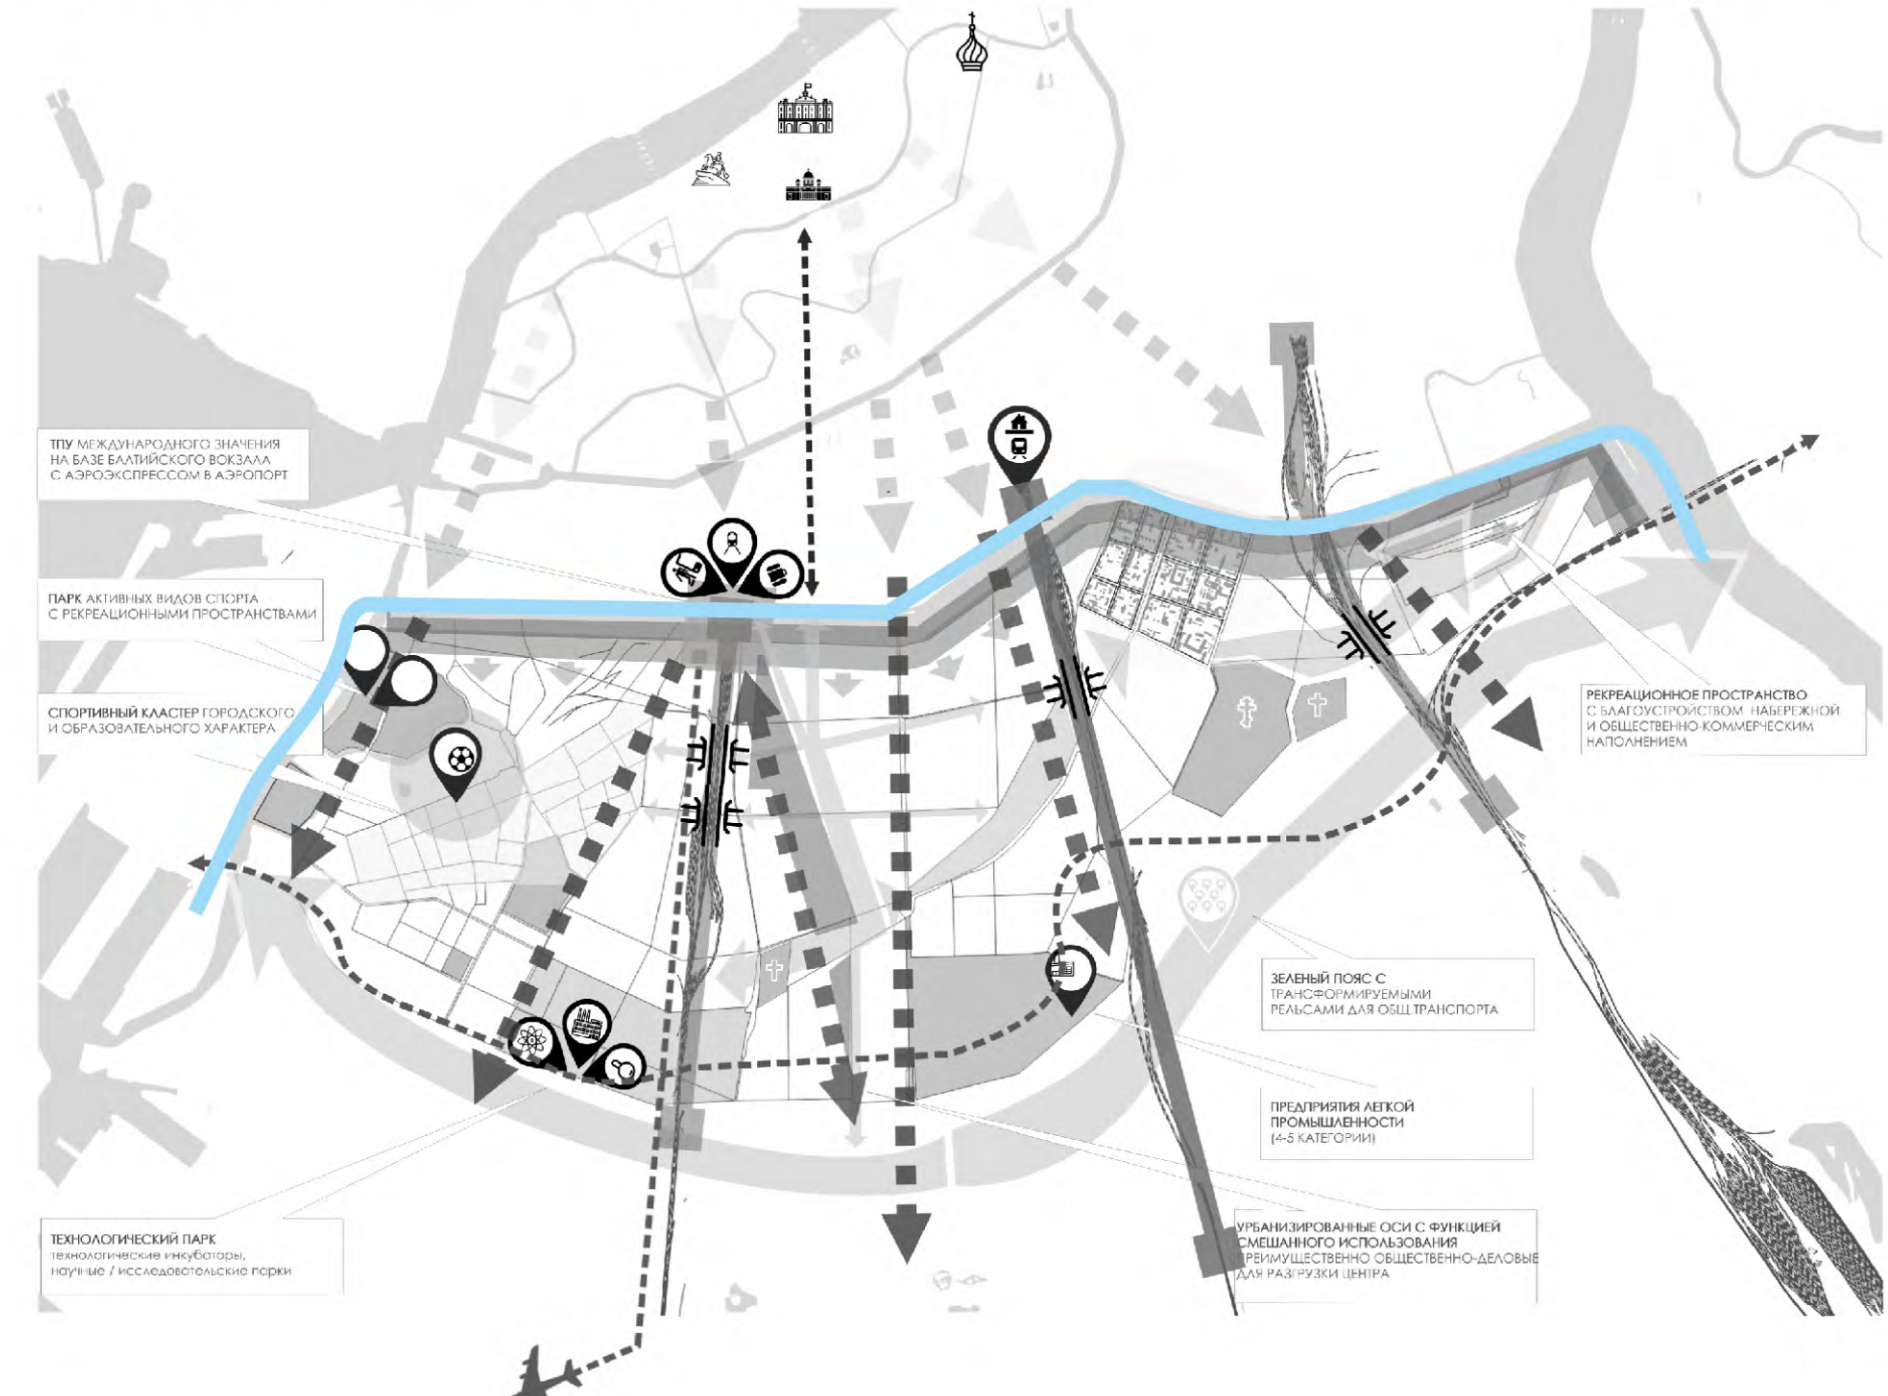 ТПУ МЕЖДУНАРОДНОГО ЗНАЧЕНИЯ
НА БАЗЕ БАЛТИЙСКОГО ВОКЗАЛА
С АЭРОЭКСПРЕССОМ В АЭРОПОРТ
ПАРК АКТИВНЫХ ВИДОВ СПОРТА
С РЕКРЕАЦИОННЫМИ ПРОСТРАНСТВАМИ
СПОРТИВНЫЙ КЛАСТЕР ГОРОДСКОГО
И ОБРАЗОВАТЕЛЬНОГО ХАРАКТЕРА
РЕКРЕАЦИОННОЕ ПРОСТРАНСТВО
С БЛАГОУСТРОЙСТВОМ НАБЕРЕЖНОЙ
И ОБЩЕСТВЕННО-КОММЕРЧЕСКИМ
НАПОЛНЕНИЕМ
ЗЕЛЕНЫЙ ПОЯС С
ТРАНСФОРМИРУЕМЫМИ
РЕЛЬСАМИ ДЛЯ ОБЩ.ТРАНСПОРТА
ПРЕДПРИЯТИЯ ЛЕГКОЙ
ПРОМЫШЛЕННОСТИ
(4-5 КАТЕГОРИИ)
УРБАНИЗИРОВАННЫЕ ОСИ С ФУНКЦИЕЙ
СМЕШАННОГО ИСПОЛЬЗОВАНИЯ
ПРЕИМУЩЕСТВЕННО ОБЩЕСТВЕННО-ДЕЛОВЫЕ
ДЛЯ РАЗГРУЗКИ ЦЕНТРА
ТЕХНОЛОГИЧЕСКИЙ ПАРК
технологические инкубаторы,
научные / исследовательские парки